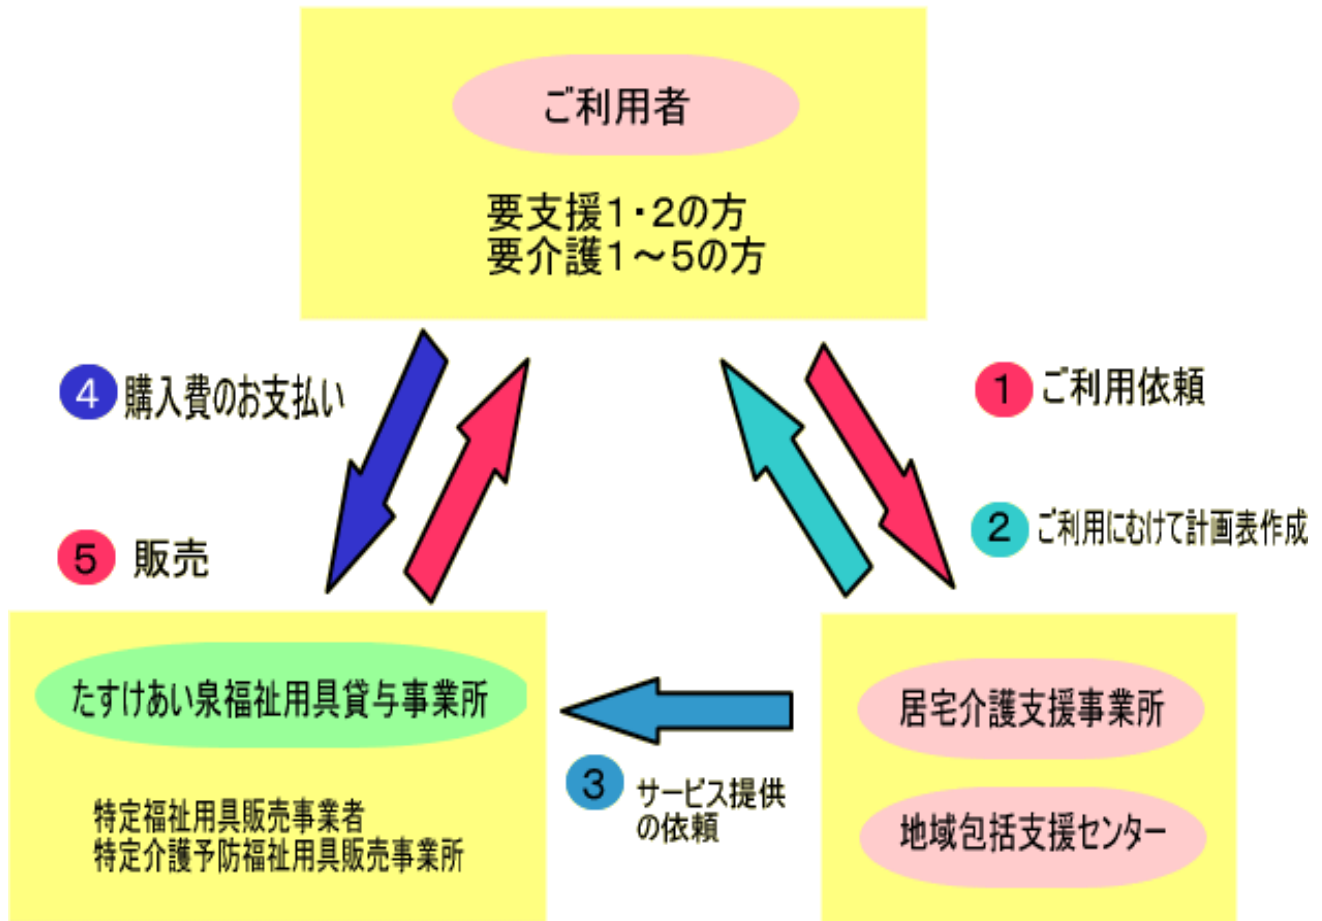 ご利用者
要支援1・2の方
要介護1～5の方
4 購入費のお支払い
1 ご利用依頼
5 販売
2 ご利用にむけて計画表作成
たすけあい泉福祉用具貸与事業所
特定福祉用具販売事業者
特定介護予防福祉用具販売事業所
3 サービス提供
の依頼
居宅介護支援事業所
地域包括支援センター